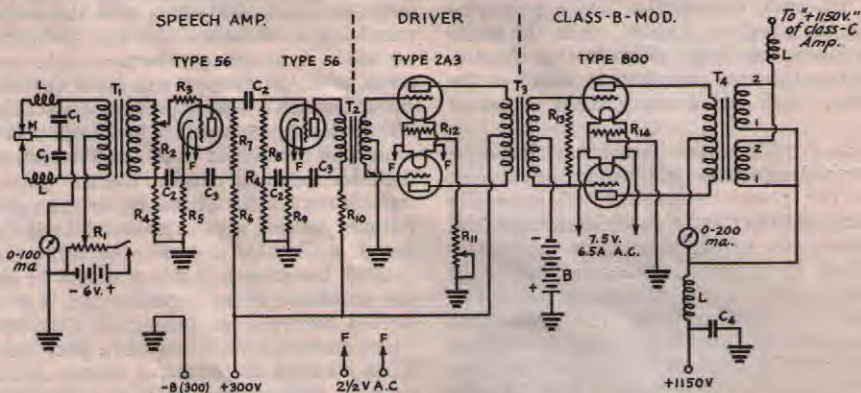 SPEECH AMP.
DRIVER
CLASS-B-MOD.
To "+1150V."
of class-C
Amp.
TYPE 56
TYPE 56
TYPE 2A3
TYPE 800
L
L
C1
T1
R3
C2
T2
T3
T4
2
1
2
1
M
C1
R2
R7
R8
R12
R13
R14
F
F
F
F
L
C2
C3
R4
C2
C3
R4
R5
R6
R9
R10
R11
0-100
ma
R1
- 6V. +
-
B
+
7.5 V.
6.5A A.C.
0-200
ma.
L
C4
F
F
-B(300)
+300V
2½ V A.C
+1150V